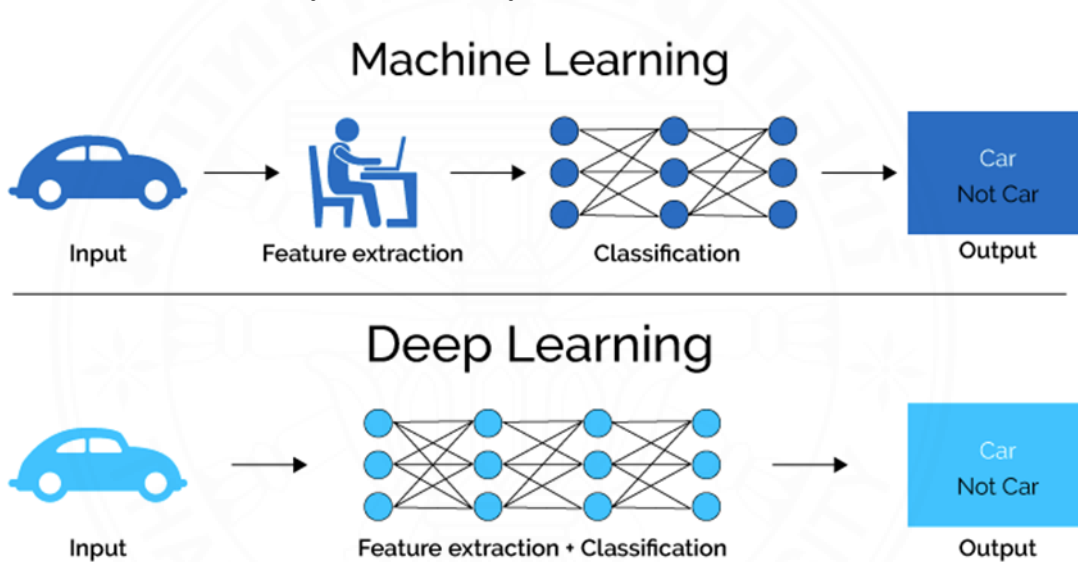 Machine Learning
Car
Not Car
Input
Feature extraction
Classification
Output
Deep Learning
Car
Not Car
Input
Feature extraction + Classification
Output